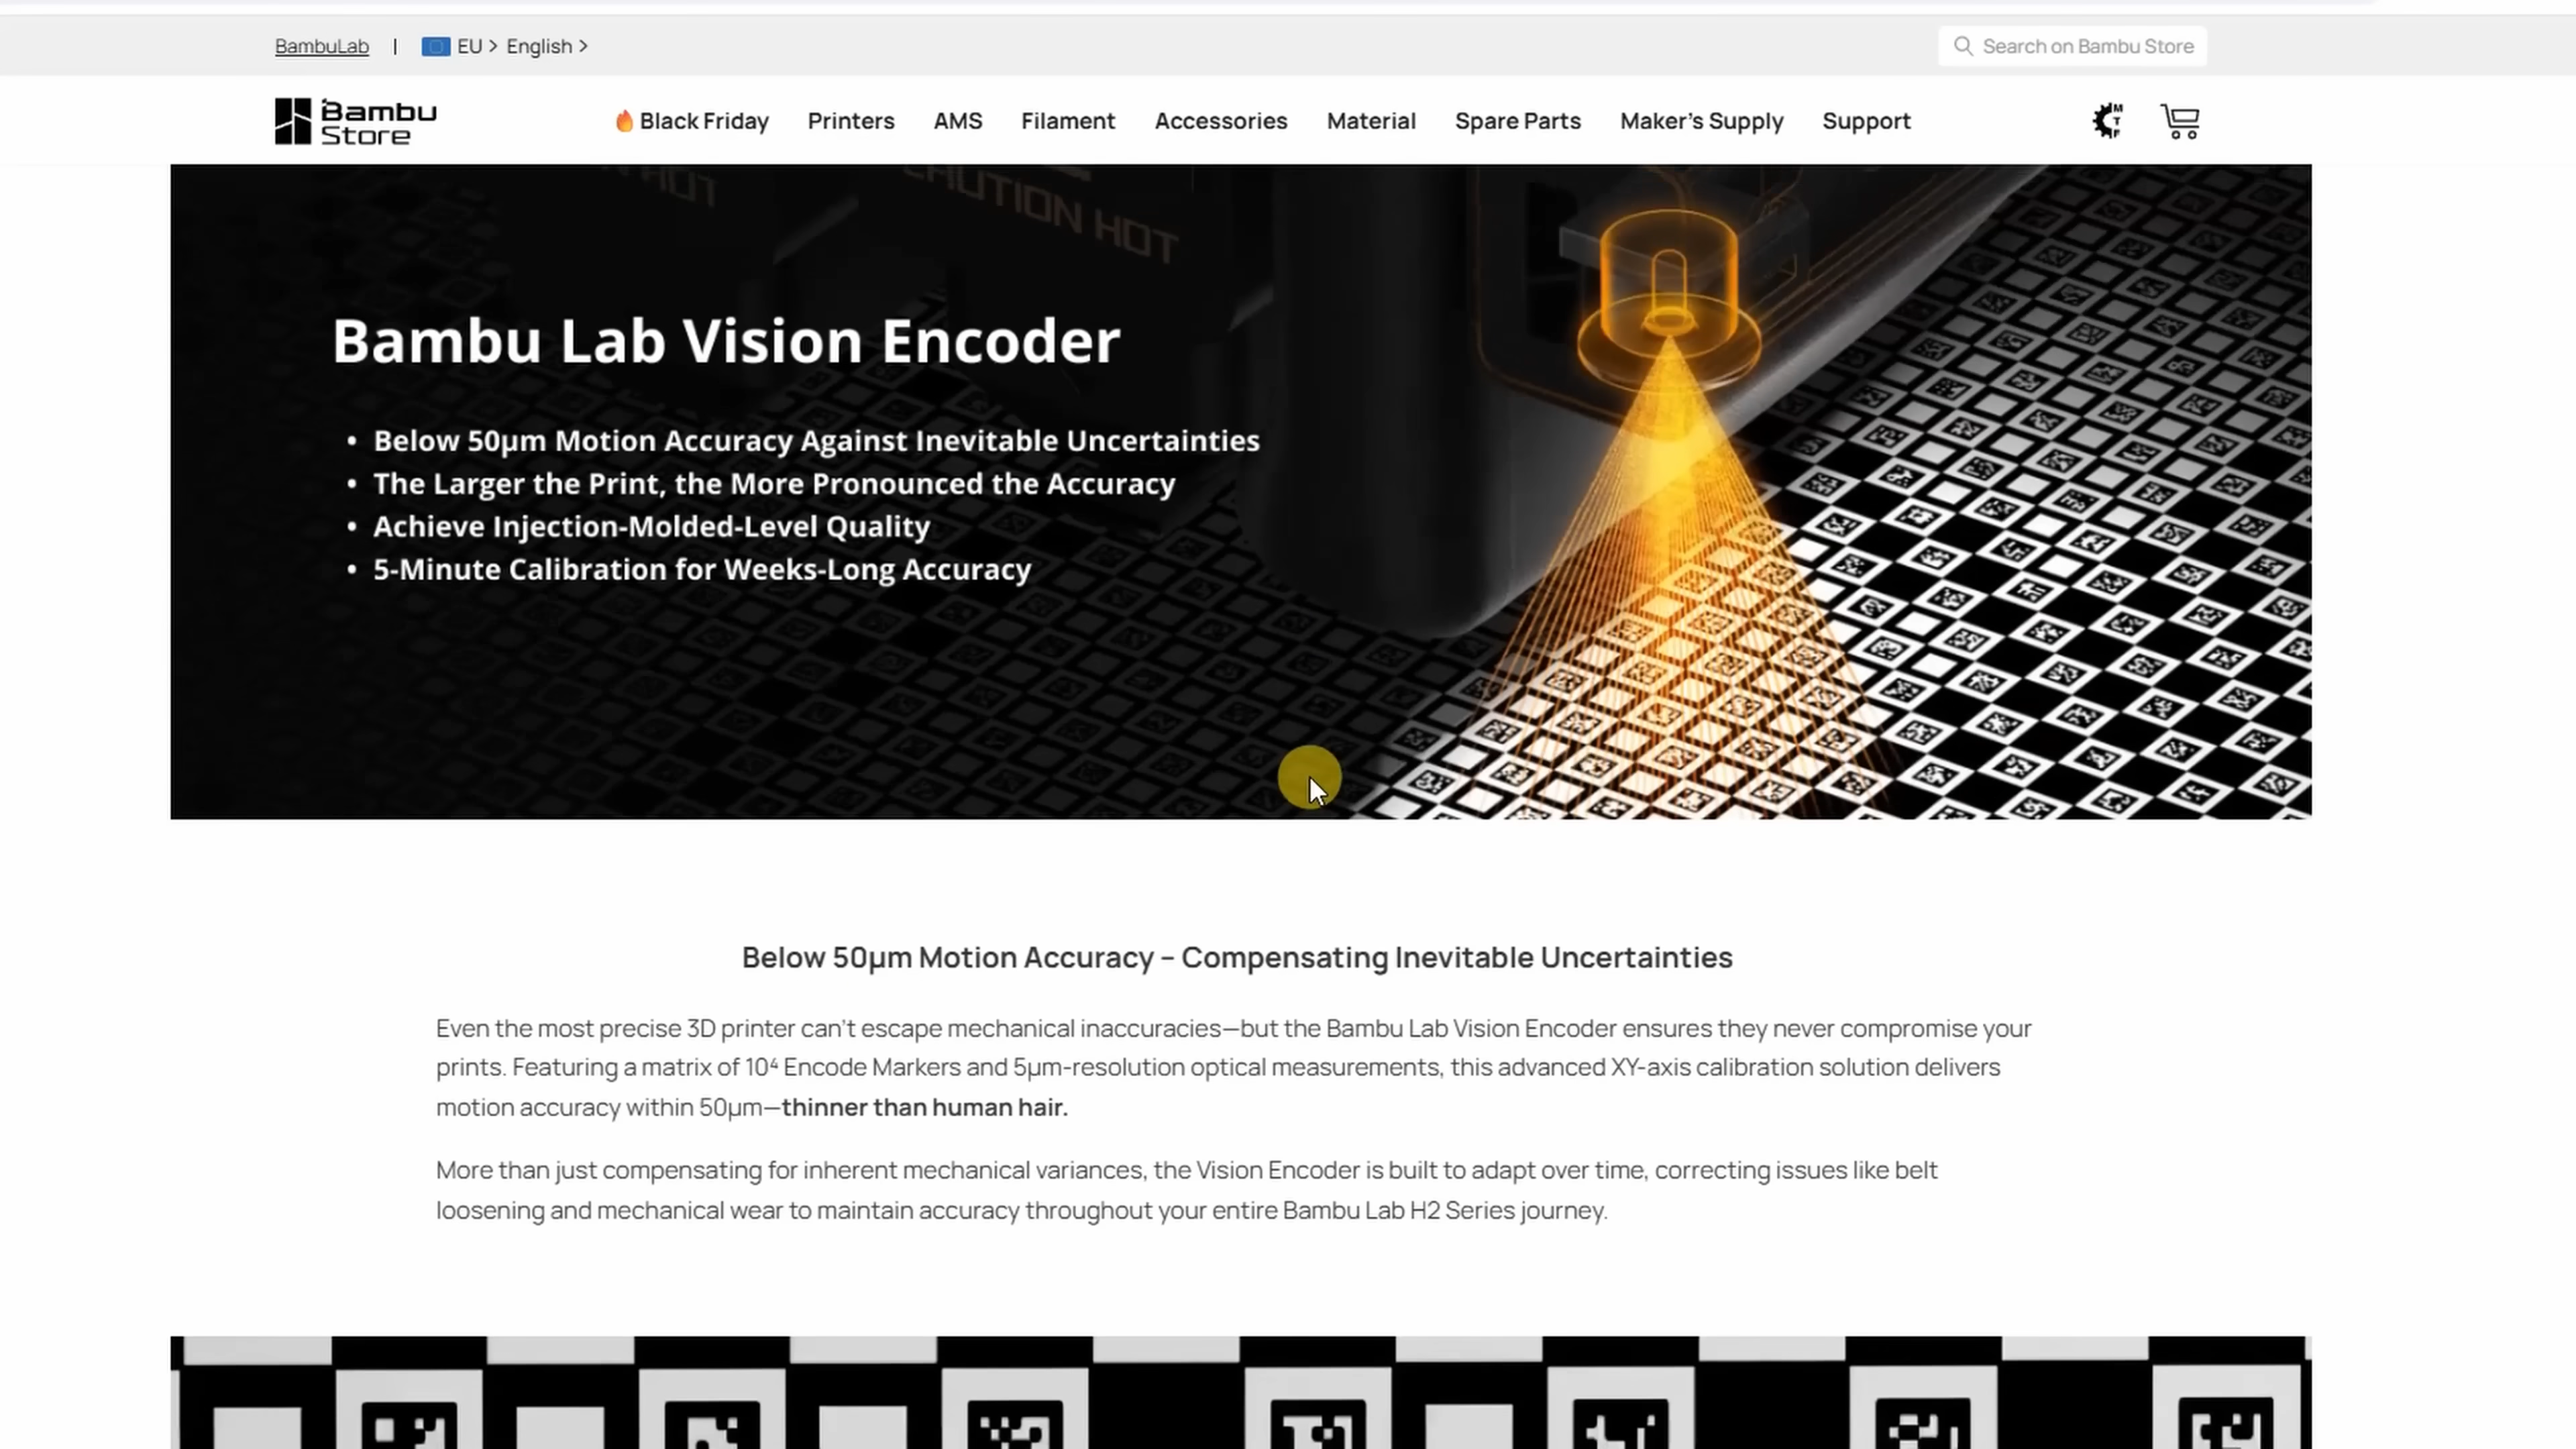 BambuLab | EU > English >
Search on Bambu Store
Bambu
Store
Black Friday Printers AMS Filament Accessories Material Spare Parts Maker's Supply Support
MTF
CAUTION HOT
HOT
Bambu Lab Vision Encoder
• Below 50μm Motion Accuracy Against Inevitable Uncertainties
• The Larger the Print, the More Pronounced the Accuracy
• Achieve Injection-Molded-Level Quality
• 5-Minute Calibration for Weeks-Long Accuracy
Below 50μm Motion Accuracy – Compensating Inevitable Uncertainties
Even the most precise 3D printer can't escape mechanical inaccuracies—but the Bambu Lab Vision Encoder ensures they never compromise your
prints. Featuring a matrix of 10⁴ Encode Markers and 5μm-resolution optical measurements, this advanced XY-axis calibration solution delivers
motion accuracy within 50μm—thinner than human hair.
More than just compensating for inherent mechanical variances, the Vision Encoder is built to adapt over time, correcting issues like belt
loosening and mechanical wear to maintain accuracy throughout your entire Bambu Lab H2 Series journey.